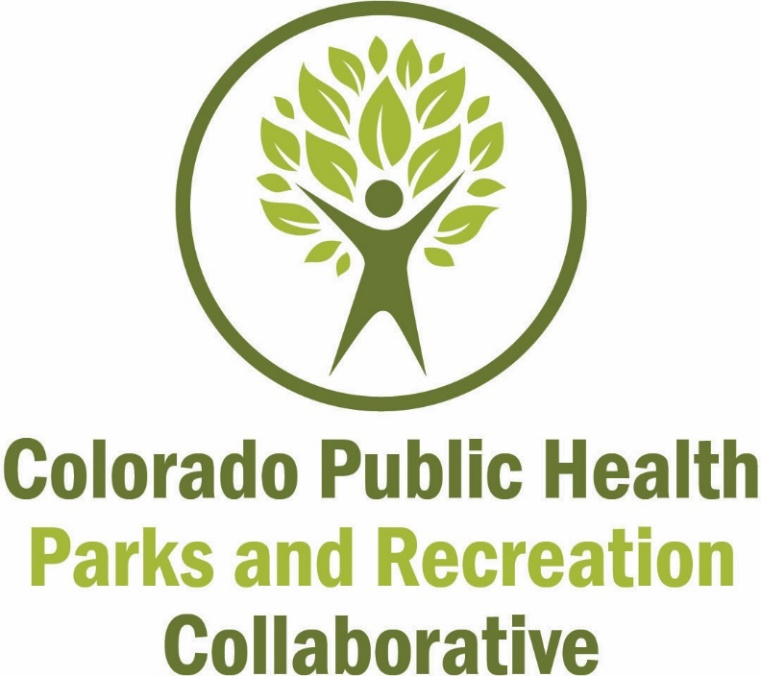 Colorado Public Health
Parks and Recreation
Collaborative